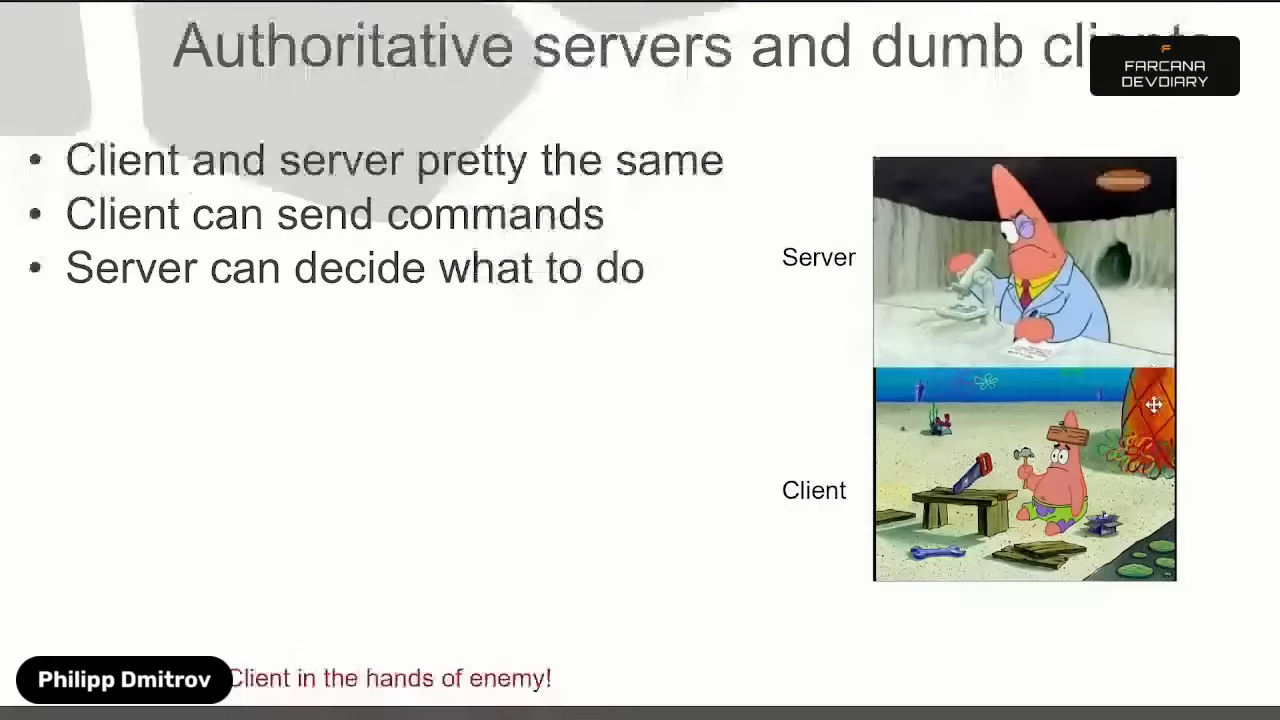 Authoritative servers and dumb
FARCANA
DEVDIARY
• Client and server pretty the same
• Client can send commands
• Server can decide what to do
Server
Client
Philipp Dmitrov
Client in the hands of enemy!